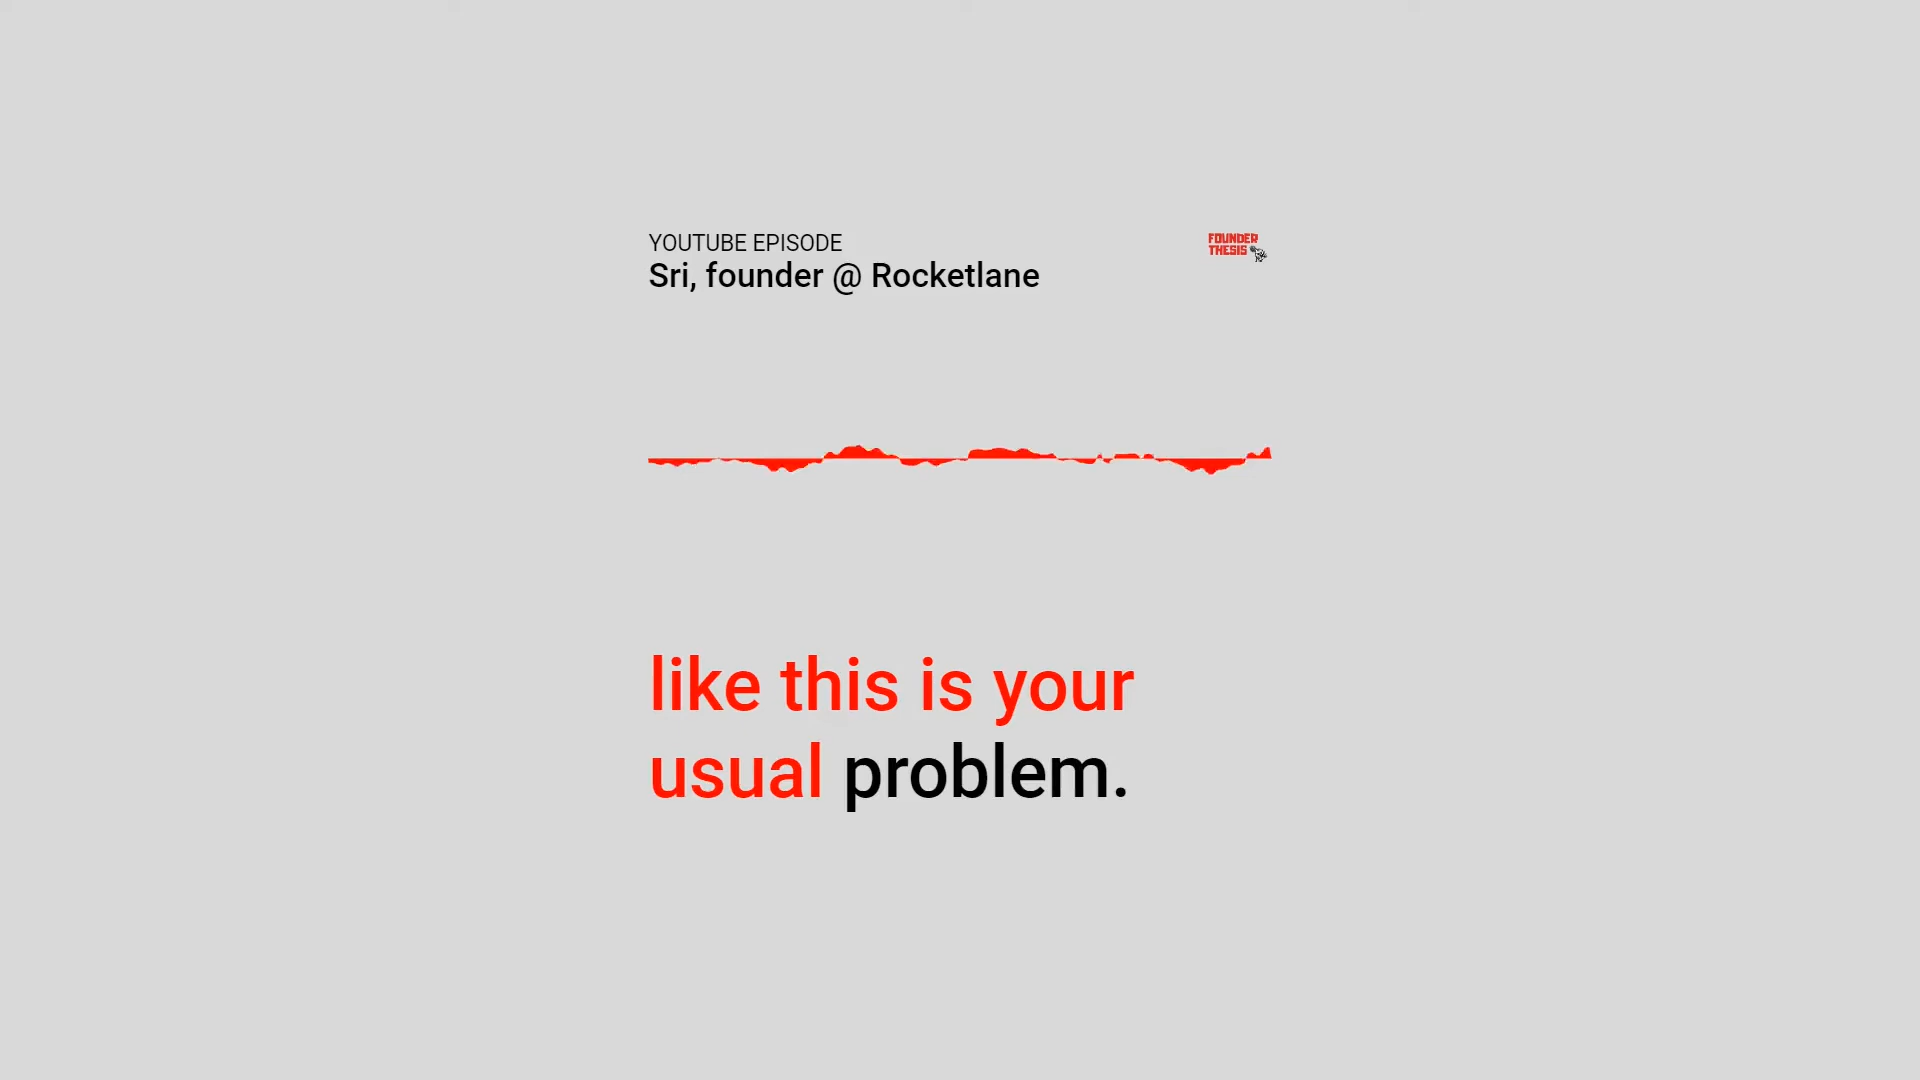 YOUTUBE EPISODE
Sri, founder @ Rocketlane
FOUNDER
THESIS
like this is your
usual problem.